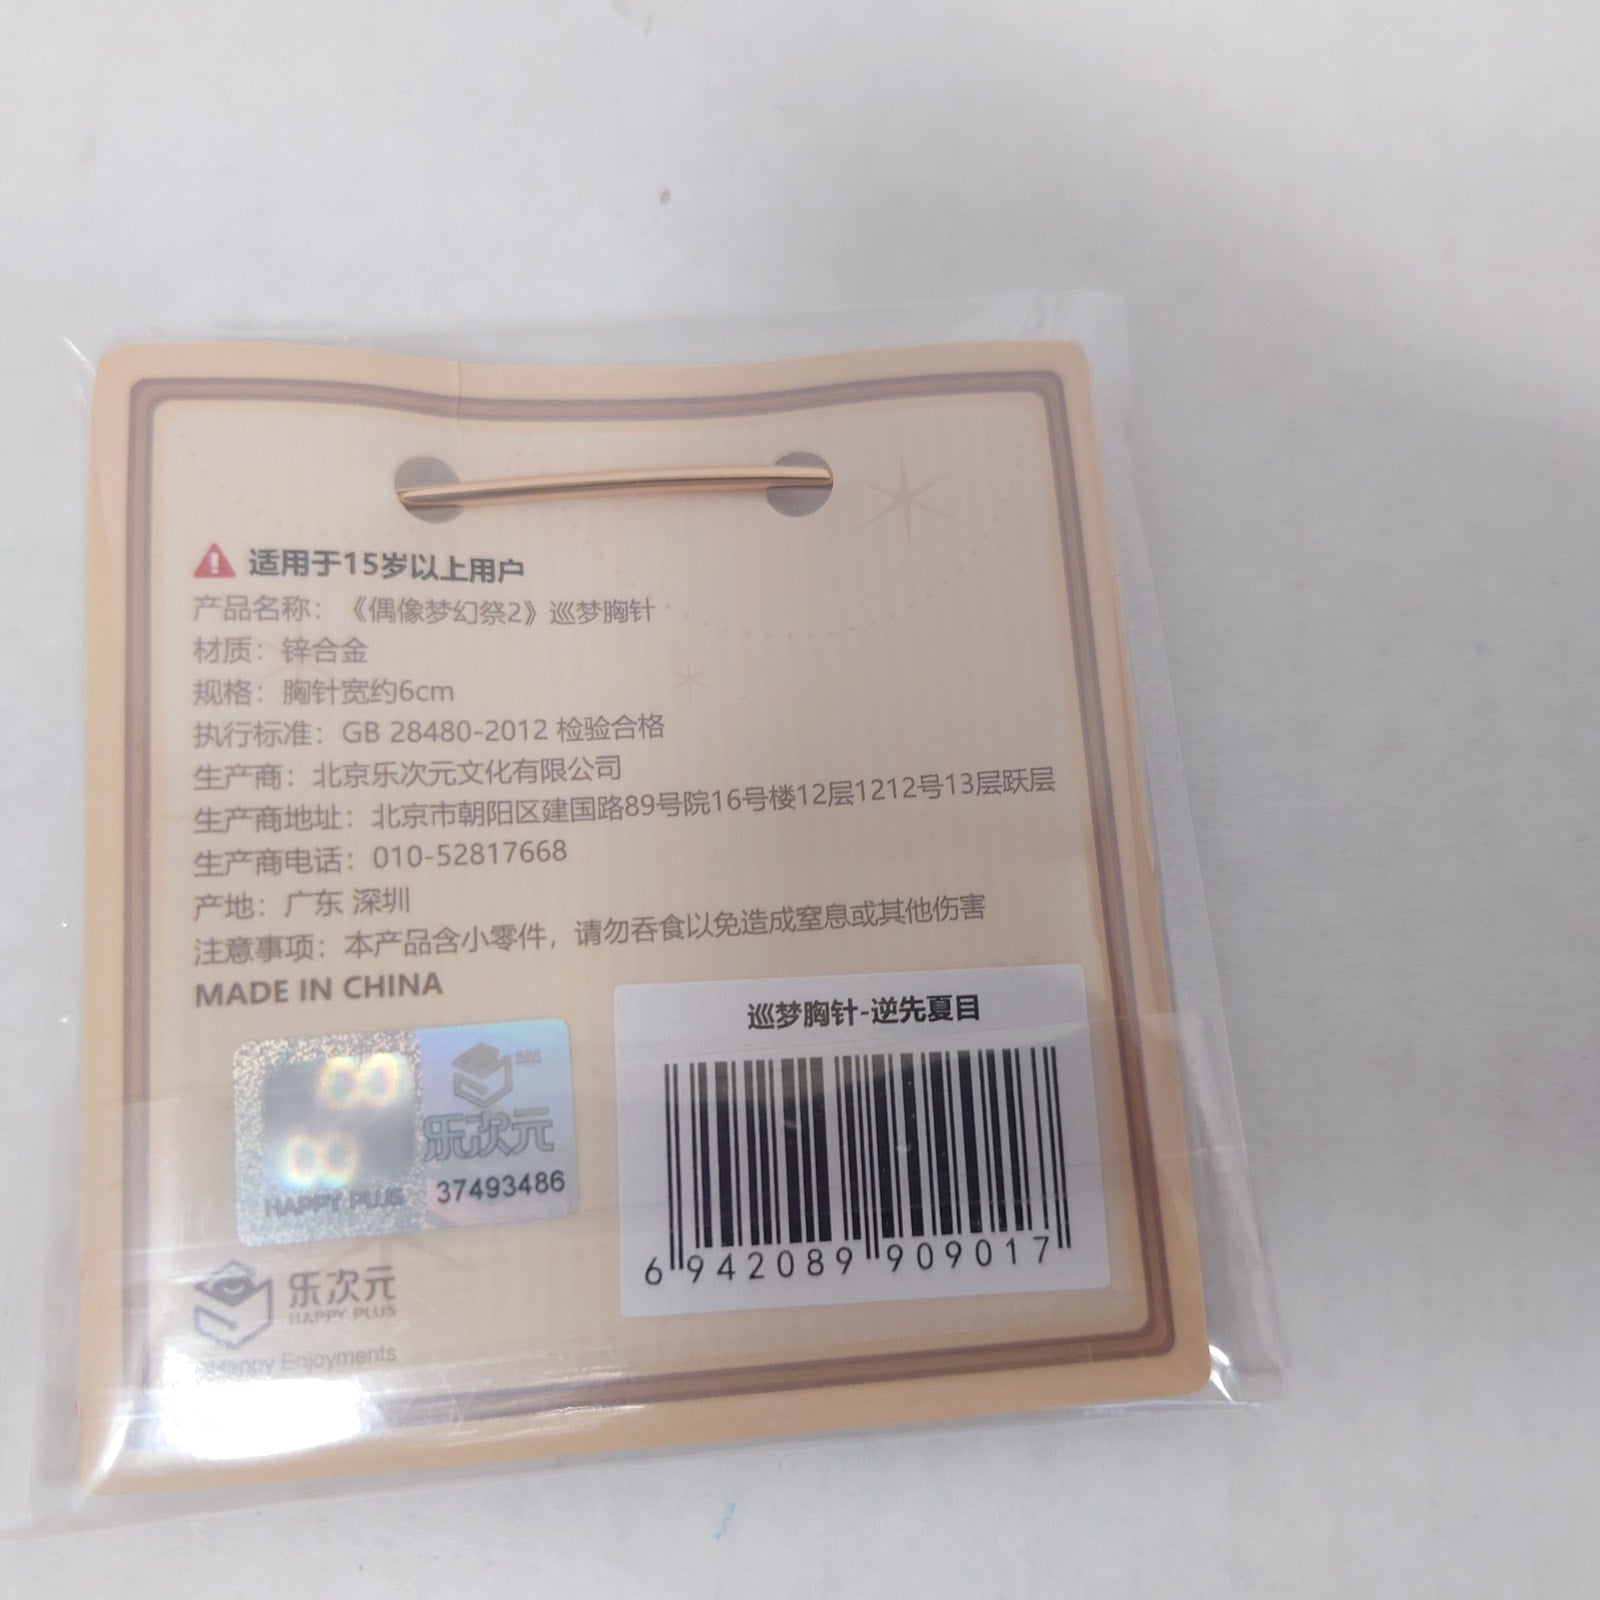 适用于15岁以上用户
产品名称：《偶像梦幻祭2》巡梦胸针
材质：锌合金
规格：胸针宽约6cm
执行标准：GB 28480-2012 检验合格
生产商：北京乐次元文化有限公司
生产商地址：北京市朝阳区建国路89号院16号楼12层1212号13层跃层
生产商电话：010-52817668
产地：广东 深圳
注意事项：本产品含小零件，请勿吞食以免造成窒息或其他伤害
MADE IN CHINA
巡梦胸针-逆先夏目
6 942089 909017
乐次元
HAPPY PLUS
37493486
乐次元
HAPPY PLUS
Happy Enjoyments